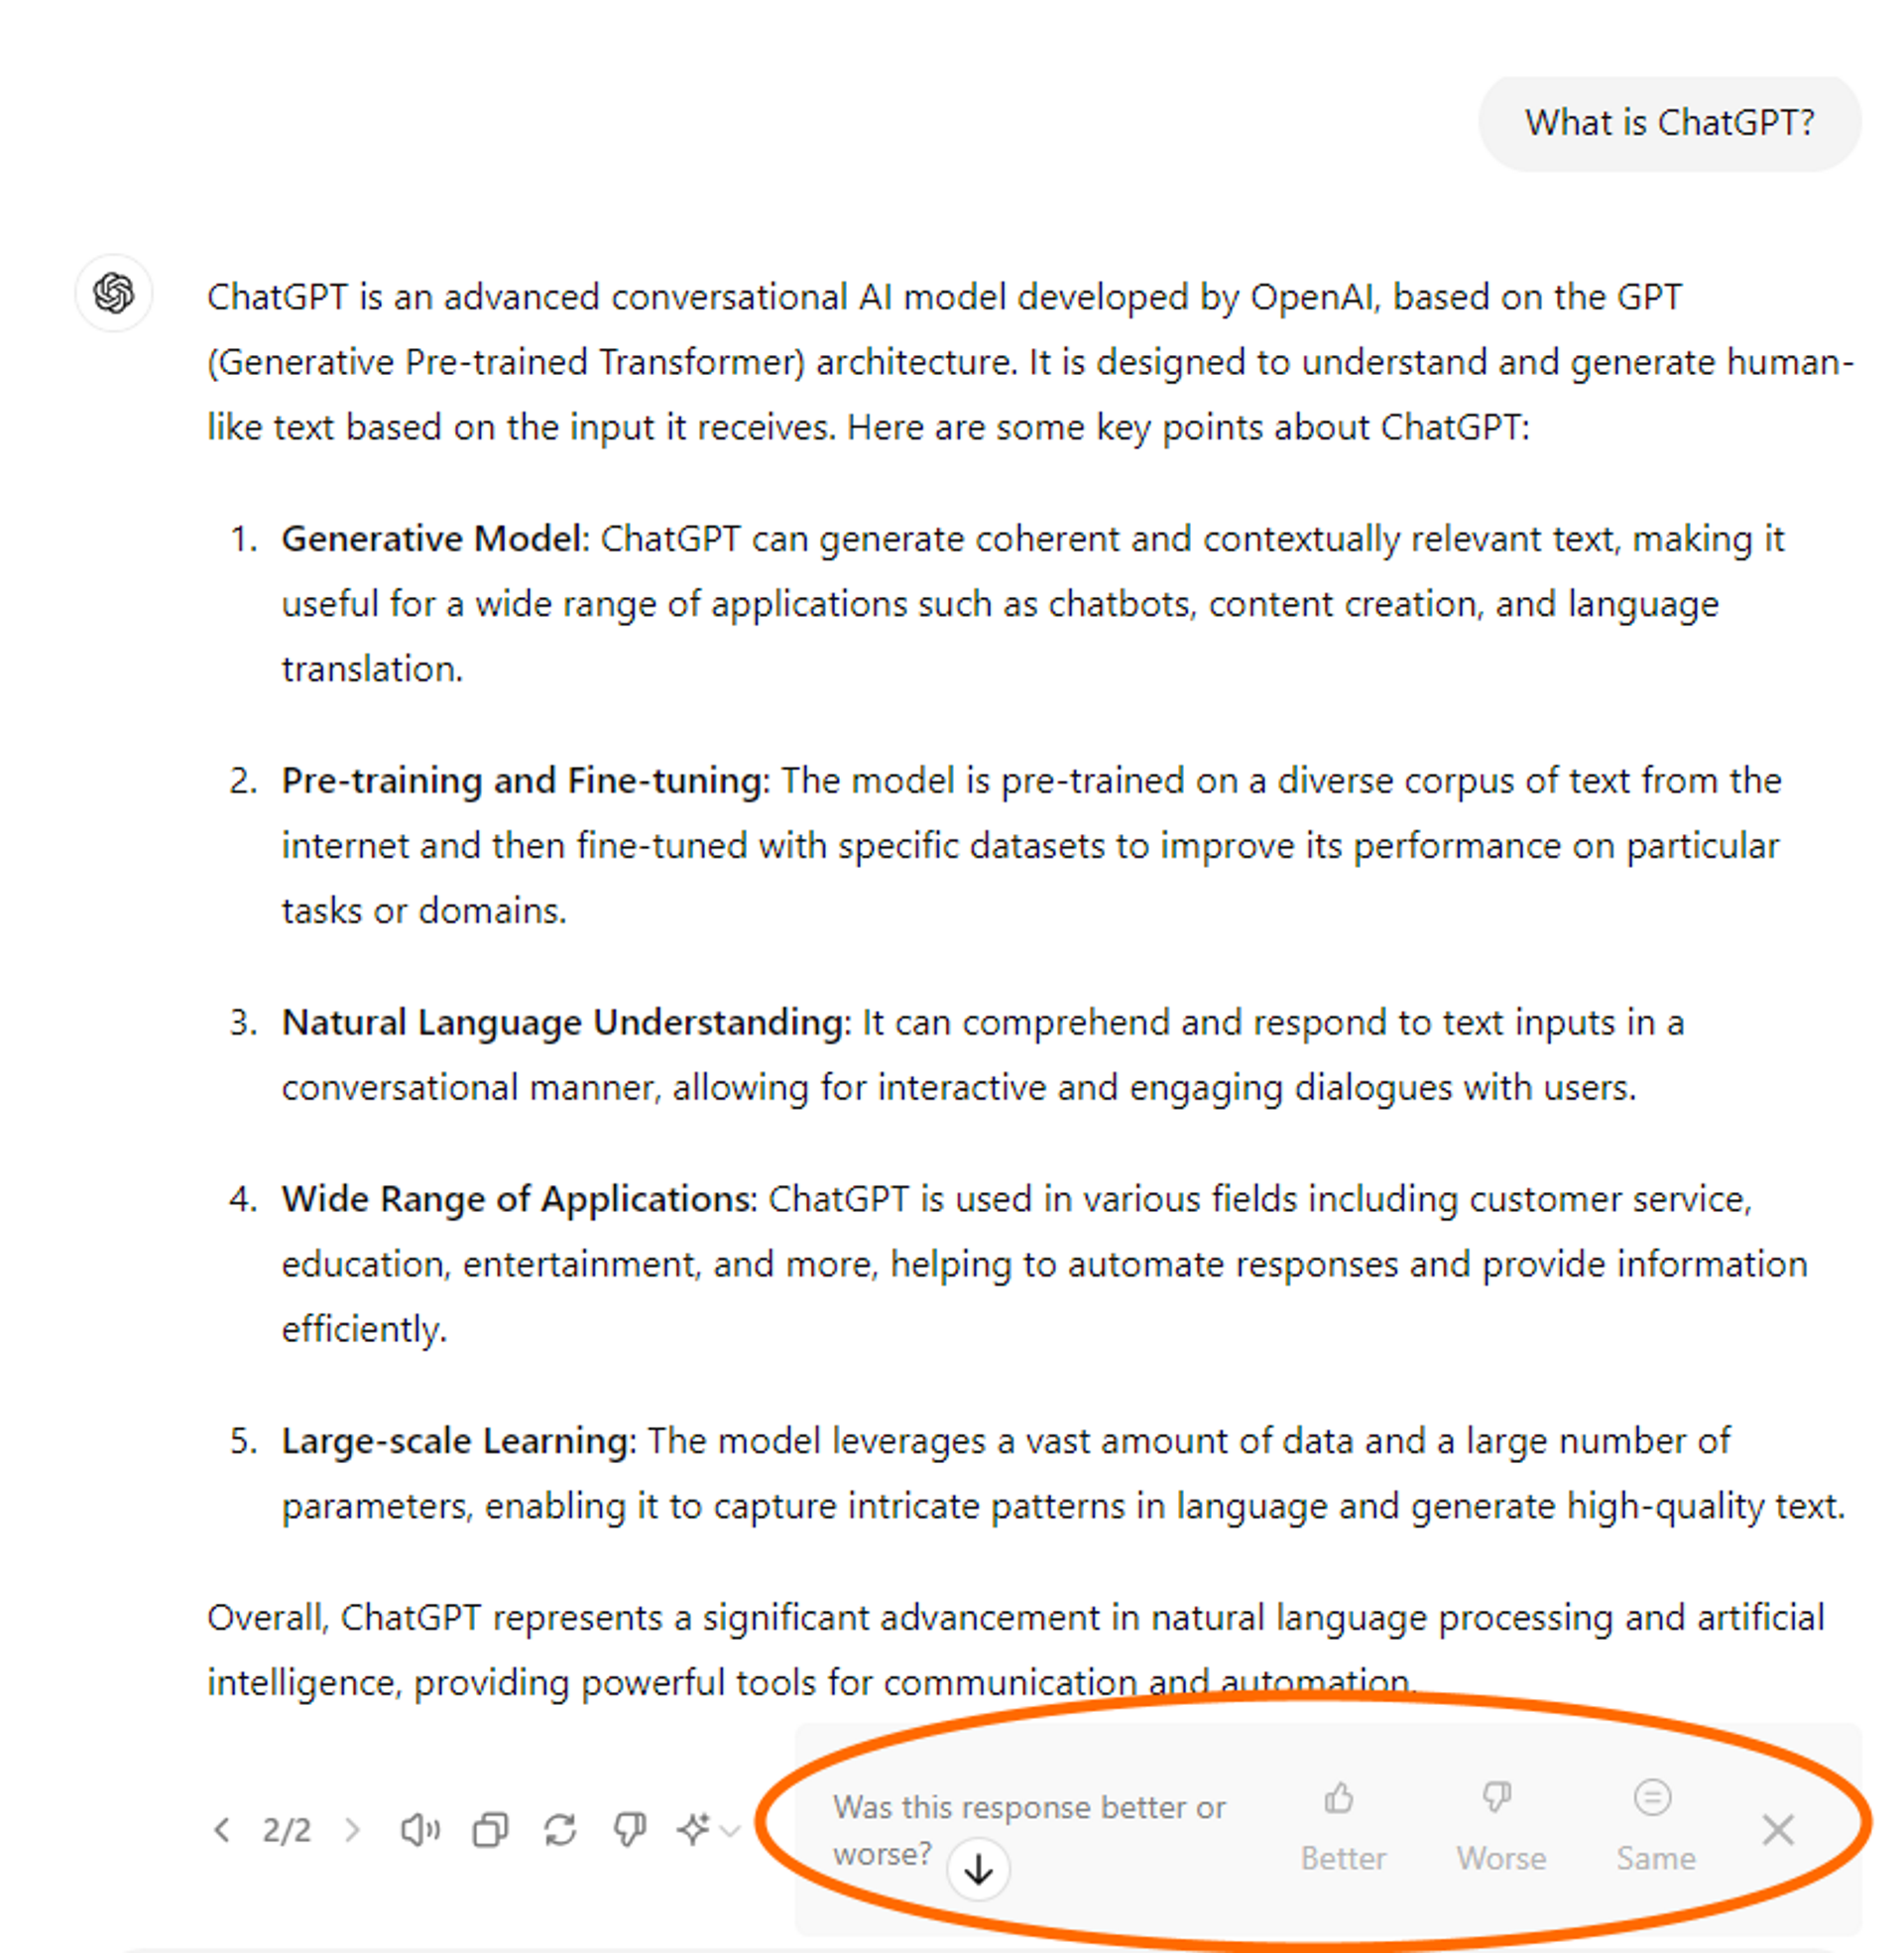 What is ChatGPT?
ChatGPT is an advanced conversational AI model developed by OpenAI, based on the GPT
(Generative Pre-trained Transformer) architecture. It is designed to understand and generate human-
like text based on the input it receives. Here are some key points about ChatGPT:
1. Generative Model: ChatGPT can generate coherent and contextually relevant text, making it
useful for a wide range of applications such as chatbots, content creation, and language
translation.
2. Pre-training and Fine-tuning: The model is pre-trained on a diverse corpus of text from the
internet and then fine-tuned with specific datasets to improve its performance on particular
tasks or domains.
3. Natural Language Understanding: It can comprehend and respond to text inputs in a
conversational manner, allowing for interactive and engaging dialogues with users.
4. Wide Range of Applications: ChatGPT is used in various fields including customer service,
education, entertainment, and more, helping to automate responses and provide information
efficiently.
5. Large-scale Learning: The model leverages a vast amount of data and a large number of
parameters, enabling it to capture intricate patterns in language and generate high-quality text.
Overall, ChatGPT represents a significant advancement in natural language processing and artificial
intelligence, providing powerful tools for communication and automation.
2/2
Was this response better or
worse?
Better Worse Same